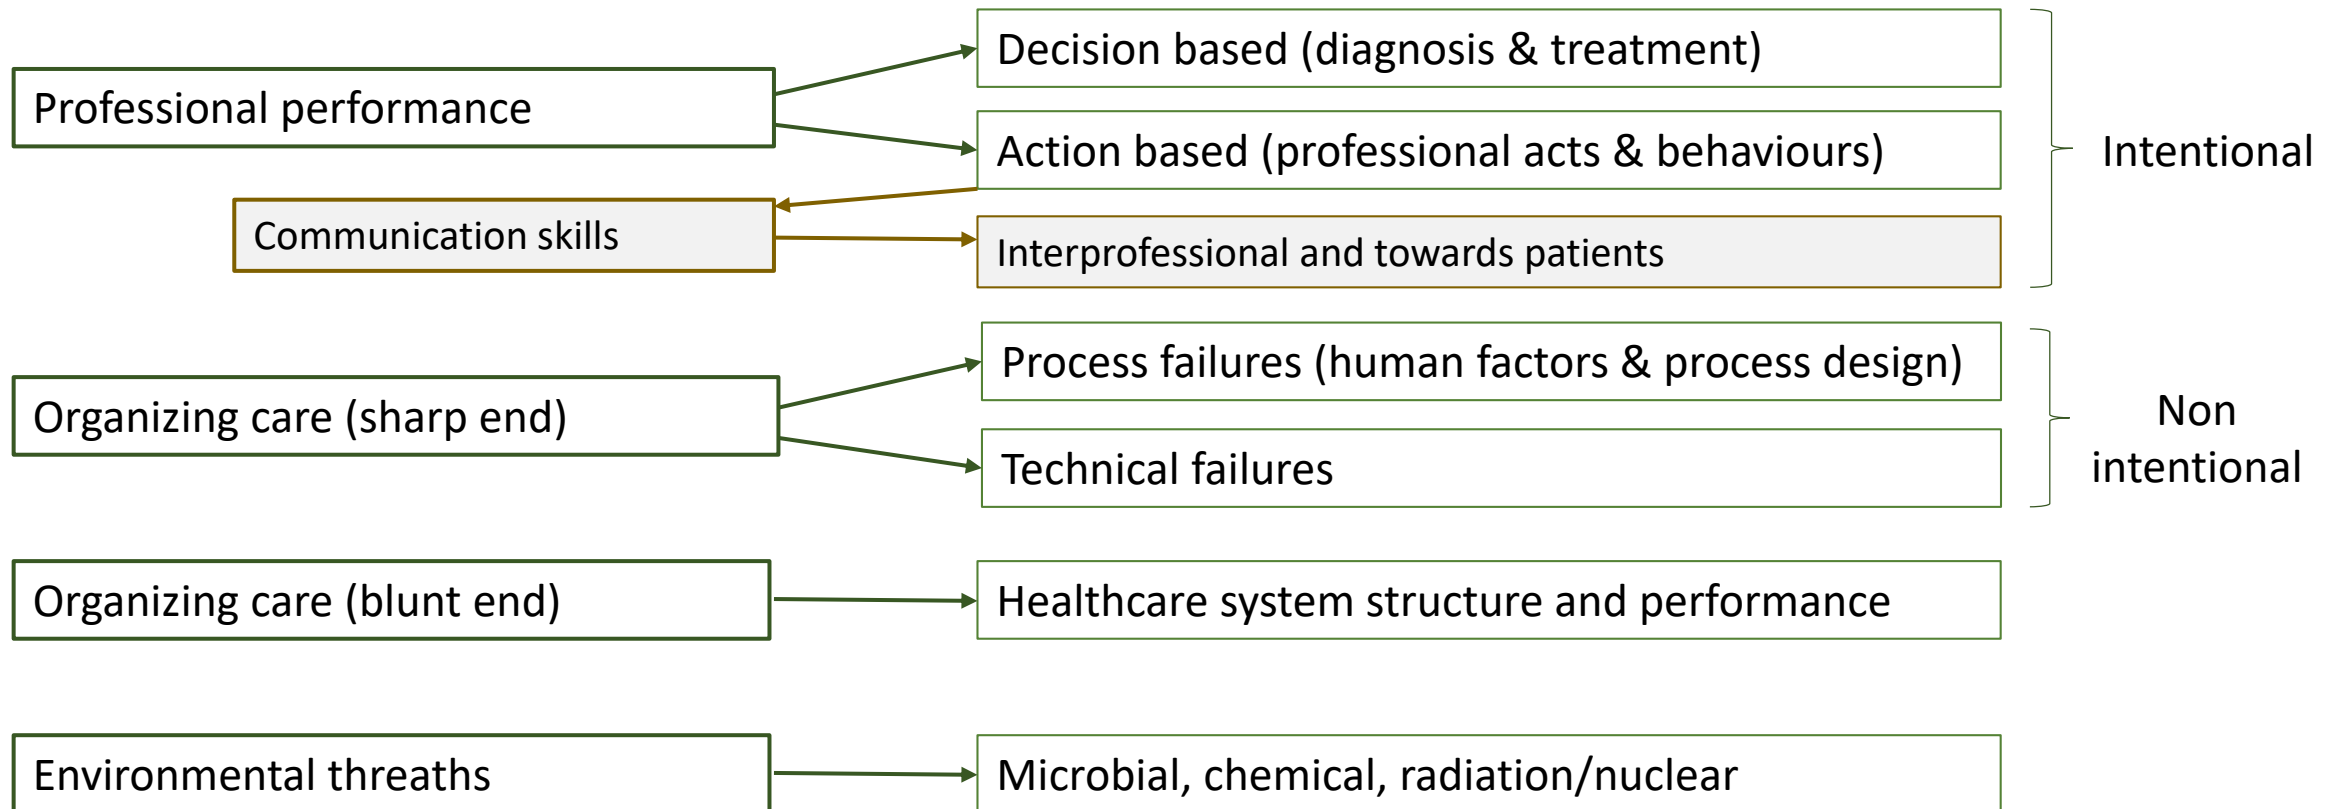 Decision based (diagnosis & treatment)
Professional performance
Action based (professional acts & behaviours)
Intentional
Communication skills
Interprofessional and towards patients
Process failures (human factors & process design)
Organizing care (sharp end)
Non
intentional
Technical failures
Organizing care (blunt end)
Healthcare system structure and performance
Environmental threaths
Microbial, chemical, radiation/nuclear